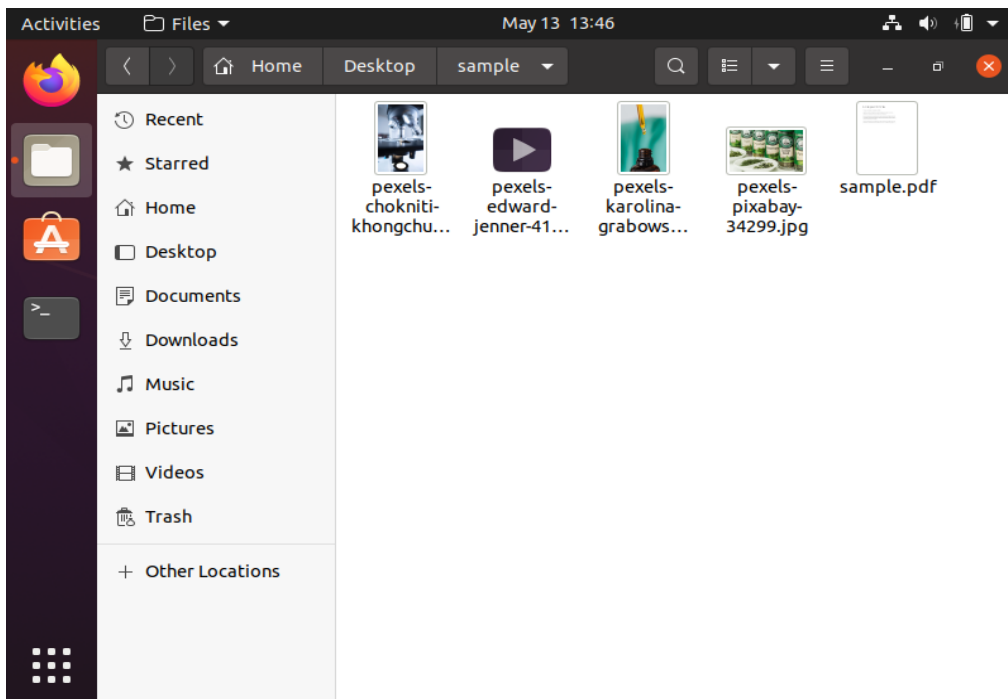 Activities Files May 13 13:46
Home Desktop sample
Recent
Starred
Home
Desktop
Documents
Downloads
Music
Pictures
Videos
Trash
+ Other Locations
pexels-
chokniti-
khongchu...
pexels-
edward-
jenner-41...
pexels-
karolina-
grabows...
pexels-
pixabay-
34299.jpg
sample.pdf